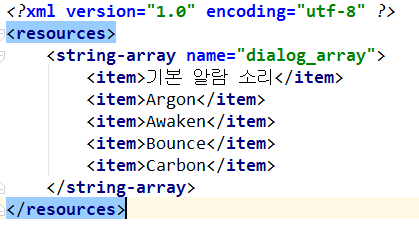 <?xml version="1.0" encoding="utf-8" ?>
<resources>
<string-array name="dialog_array">
<item>기본 알람 소리</item>
<item>Argon</item>
<item>Awaken</item>
<item>Bounce</item>
<item>Carbon</item>
</string-array>
</resources>